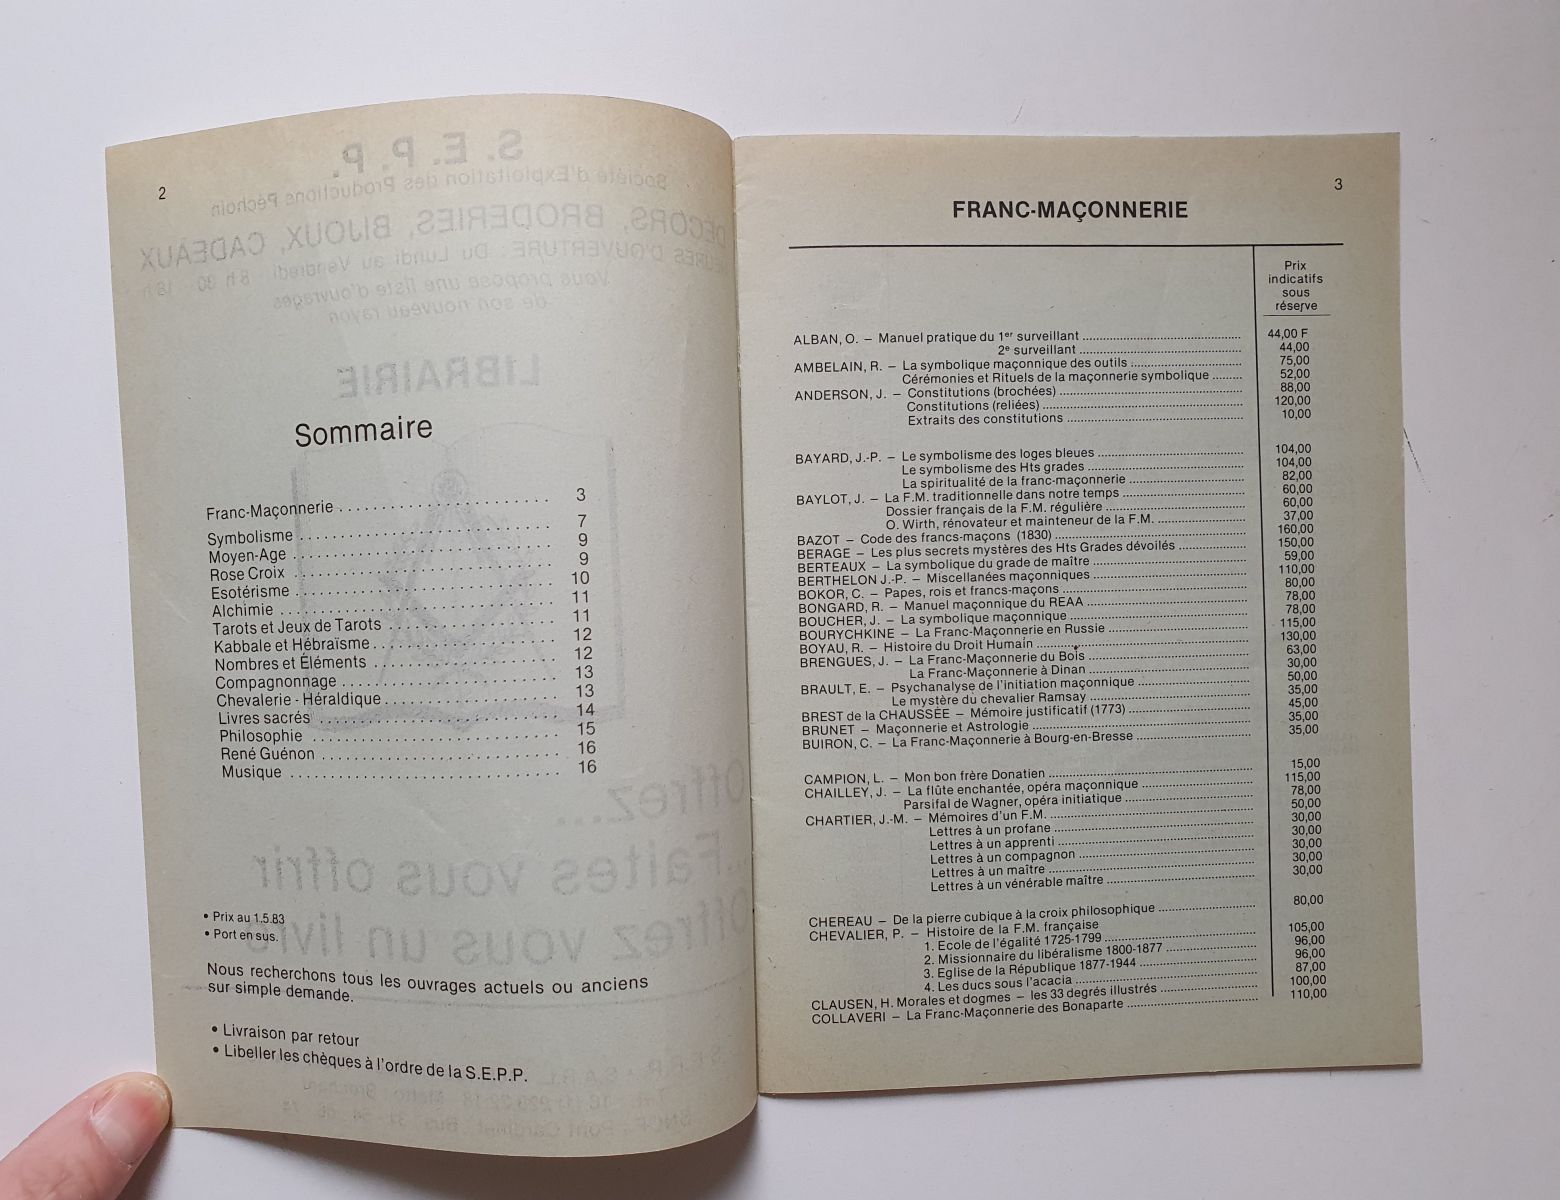 2
Sommaire
Franc-Maçonnerie ............................ 3
Symbolisme ............................ 7
Moyen-Age ............................ 9
Rose Croix ............................ 9
Esotérisme ............................ 10
Alchimie ............................ 11
Tarots et Jeux de Tarots ............................ 11
Kabbale et Hébraïsme ............................ 12
Nombres et Éléments ............................ 12
Compagnonnage ............................ 13
Chevalerie - Héraldique ............................ 13
Livres sacrés ............................ 14
Philosophie ............................ 15
René Guénon ............................ 16
Musique ............................ 16
• Prix au 1.5.83
• Port en sus.
Nous recherchons tous les ouvrages actuels ou anciens
sur simple demande.
• Livraison par retour
• Libeller les chèques à l'ordre de la S.E.P.P.
3
FRANC-MAÇONNERIE
Prix
indicatifs
sous
réserve
ALBAN, O. – Manuel pratique du 1er surveillant ............ 44,00 F
2e surveillant ............ 44,00
AMBELAIN, R. – La symbolique maçonnique des outils ............ 75,00
Cérémonies et Rituels de la maçonnerie symbolique ............ 52,00
ANDERSON, J. – Constitutions (brochées) ............ 88,00
Constitutions (reliées) ............ 120,00
Extraits des constitutions ............ 10,00
BAYARD, J.-P. – Le symbolisme des loges bleues ............ 104,00
Le symbolisme des Hts grades ............ 104,00
La spiritualité de la franc-maçonnerie ............ 82,00
BAYLOT, J. – La F.M. traditionnelle dans notre temps ............ 60,00
Dossier français de la F.M. régulière ............ 60,00
O. Wirth, rénovateur et mainteneur de la F.M. ............ 37,00
BAZOT – Code des francs-maçons (1830) ............ 160,00
BERAGE – Les plus secrets mystères des Hts Grades dévoilés ............ 150,00
BERTEAUX – La symbolique du grade de maître ............ 59,00
BERTHELON J.-P. – Miscellanées maçonniques ............ 110,00
BOKOR, C. – Papes, rois et francs-maçons ............ 80,00
BONGARD, R. – Manuel maçonnique du REAA ............ 78,00
BOUCHER, J. – La symbolique maçonnique ............ 78,00
BOURYCHKINE – La Franc-Maçonnerie en Russie ............ 115,00
BOYAU, R. – Histoire du Droit Humain ............ 130,00
BRENGUES, J. – La Franc-Maçonnerie du Bois ............ 63,00
La Franc-Maçonnerie à Dinan ............ 30,00
BRAULT, E. – Psychanalyse de l'initiation maçonnique ............ 50,00
Le mystère du chevalier Ramsay ............ 35,00
BREST de la CHAUSSÉE – Mémoire justificatif (1773) ............ 45,00
BRUNET – Maçonnerie et Astrologie ............ 35,00
BUIRON, C. – La Franc-Maçonnerie à Bourg-en-Bresse ............ 35,00
CAMPION, L. – Mon bon frère Donatien ............ 15,00
CHAILLEY, J. – La flûte enchantée, opéra maçonnique ............ 115,00
Parsifal de Wagner, opéra initiatique ............ 78,00
CHARTIER, J.-M. – Mémoires d'un F.M. ............ 50,00
Lettres à un profane ............ 30,00
Lettres à un apprenti ............ 30,00
Lettres à un compagnon ............ 30,00
Lettres à un maître ............ 30,00
Lettres à un vénérable maître ............ 30,00
CHEREAU – De la pierre cubique à la croix philosophique ............ 80,00
CHEVALIER, P. – Histoire de la F.M. française
1. Ecole de l'égalité 1725-1799 ............ 105,00
2. Missionnaire du libéralisme 1800-1877 ............ 96,00
3. Eglise de la République 1877-1944 ............ 96,00
4. Les ducs sous l'acacia ............ 87,00
CLAUSEN, H. Morales et dogmes – les 33 degrés illustrés ............ 100,00
COLLAVERI – La Franc-Maçonnerie des Bonaparte ............ 110,00